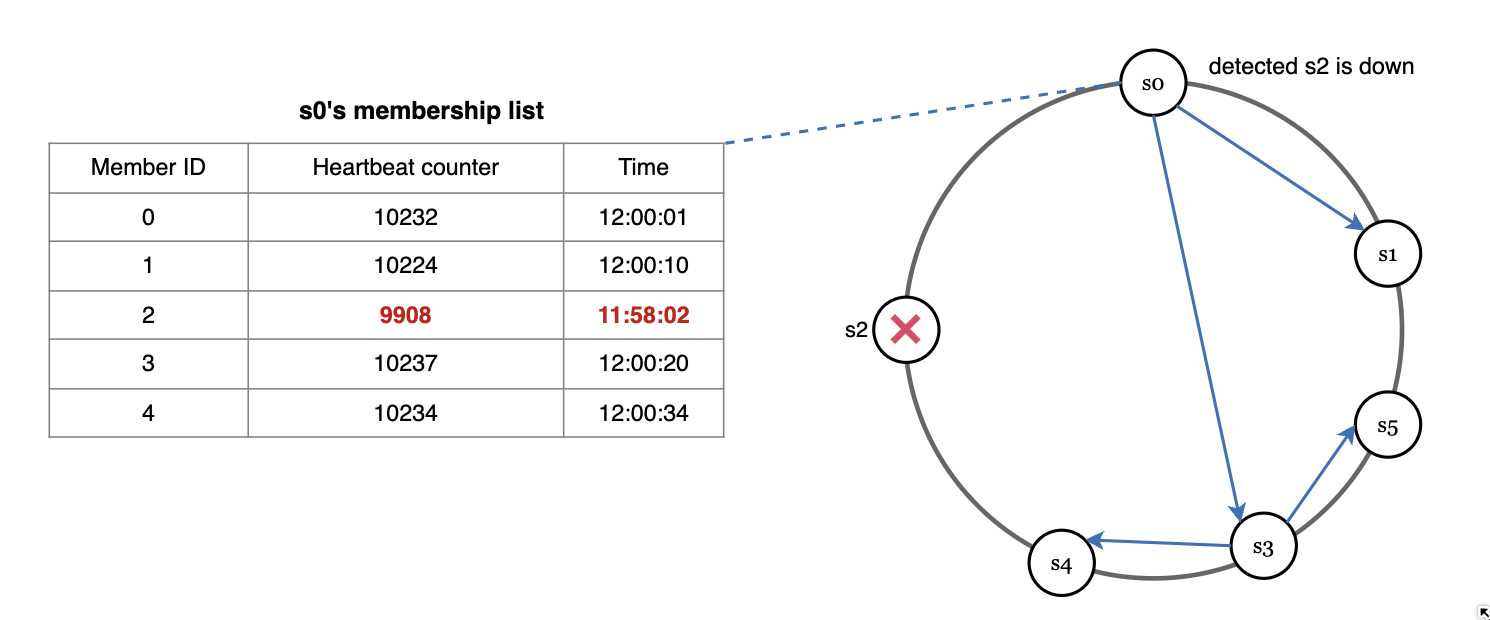 s0's membership list
Member ID Heartbeat counter Time
0 10232 12:00:01
1 10224 12:00:10
2 9908 11:58:02
3 10237 12:00:20
4 10234 12:00:34
s0
detected s2 is down
s1
s2
s5
s3
s4